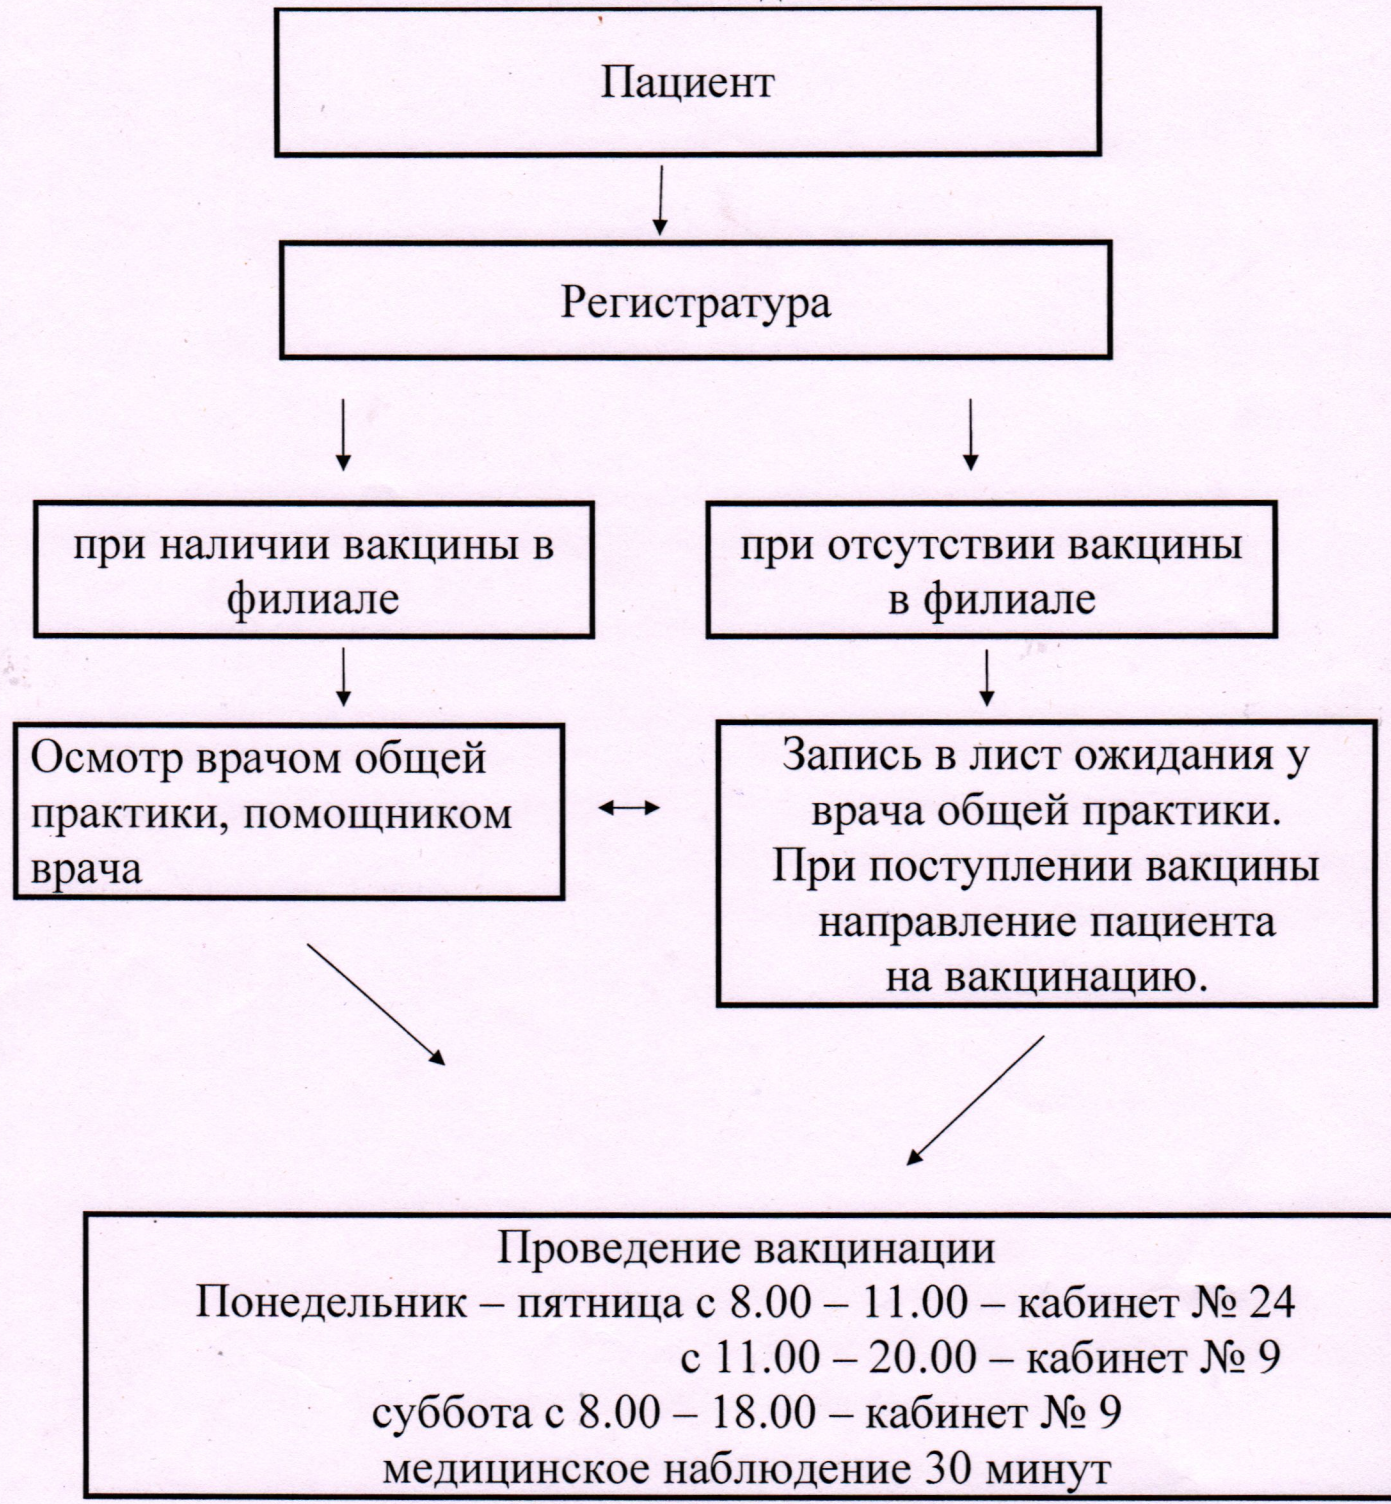 Пациент
Регистратура
при наличии вакцины в
филиале
при отсутствии вакцины
в филиале
Осмотр врачом общей
практики, помощником
врача
Запись в лист ожидания у
врача общей практики.
При поступлении вакцины
направление пациента
на вакцинацию.
Проведение вакцинации
Понедельник – пятница с 8.00 – 11.00 – кабинет № 24
с 11.00 – 20.00 – кабинет № 9
суббота с 8.00 – 18.00 – кабинет № 9
медицинское наблюдение 30 минут